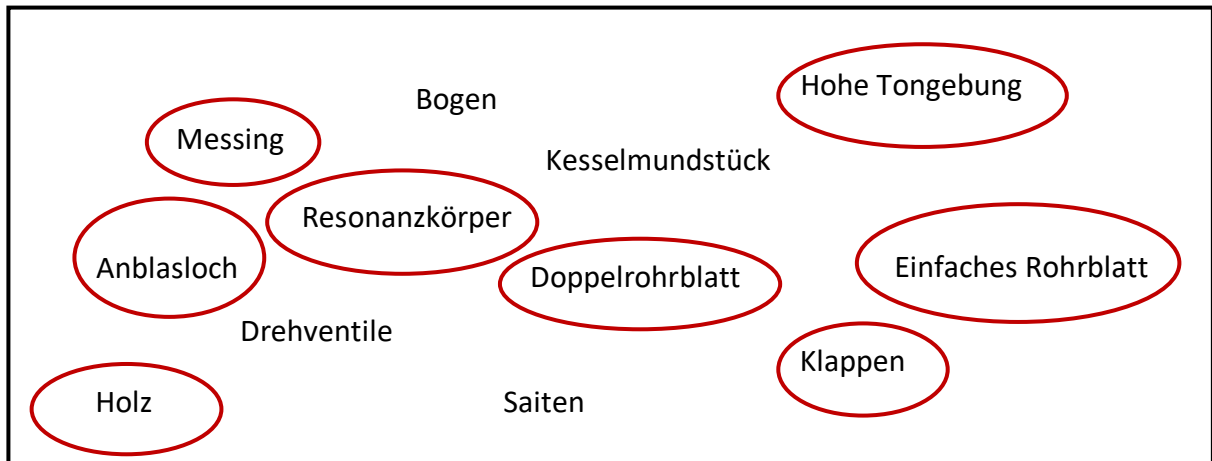 Hohe Tongebung
Bogen
Messing
Kesselmundstück
Resonanzkörper
Anblasloch
Doppelrohrblatt
Einfaches Rohrblatt
Drehventile
Klappen
Holz
Saiten